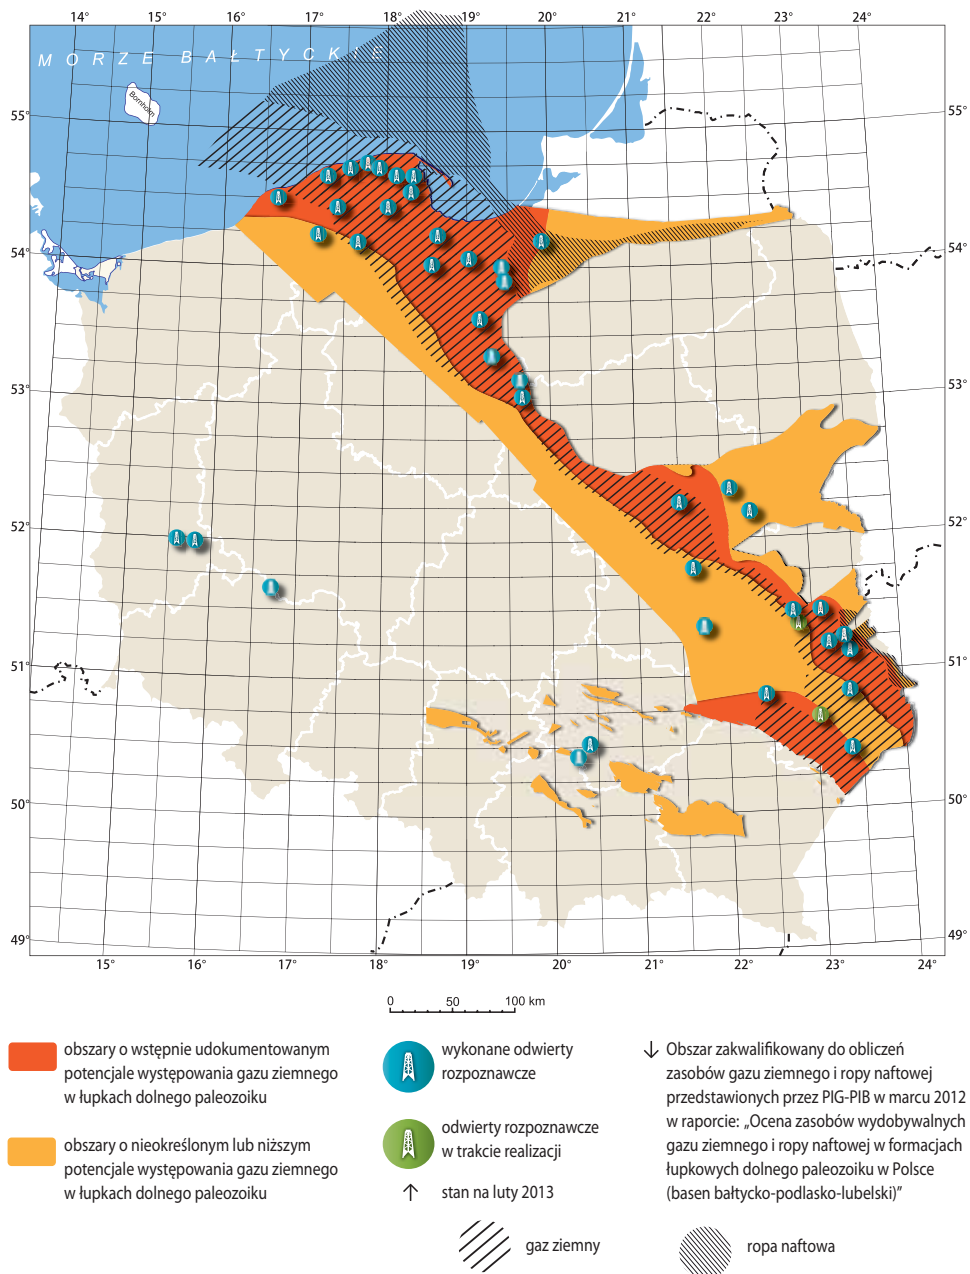 14° 15° 16° 17° 18° 19° 20° 21° 22° 23° 24°
MORZE BAŁTYCKIE
Bornholm
55° 55°
54° 54°
53° 53°
52° 52°
51° 51°
50° 50°
49° 49°
15° 16° 17° 18° 19° 20° 21° 22° 23° 24°
0 50 100 km
obszary o wstępnie udokumentowanym
potencjale występowania gazu ziemnego
w łupkach dolnego paleozoiku
obszary o nieokreślonym lub niższym
potencjale występowania gazu ziemnego
w łupkach dolnego paleozoiku
wykonane odwierty
rozpoznawcze
odwierty rozpoznawcze
w trakcie realizacji
↑ stan na luty 2013
↓ Obszar zakwalifikowany do obliczeń
zasobów gazu ziemnego i ropy naftowej
przedstawionych przez PIG-PIB w marcu 2012
w raporcie: „Ocena zasobów wydobywalnych
gazu ziemnego i ropy naftowej w formacjach
łupkowych dolnego paleozoiku w Polsce
(basen bałtycko-podlasko-lubelski)”
gaz ziemny
ropa naftowa